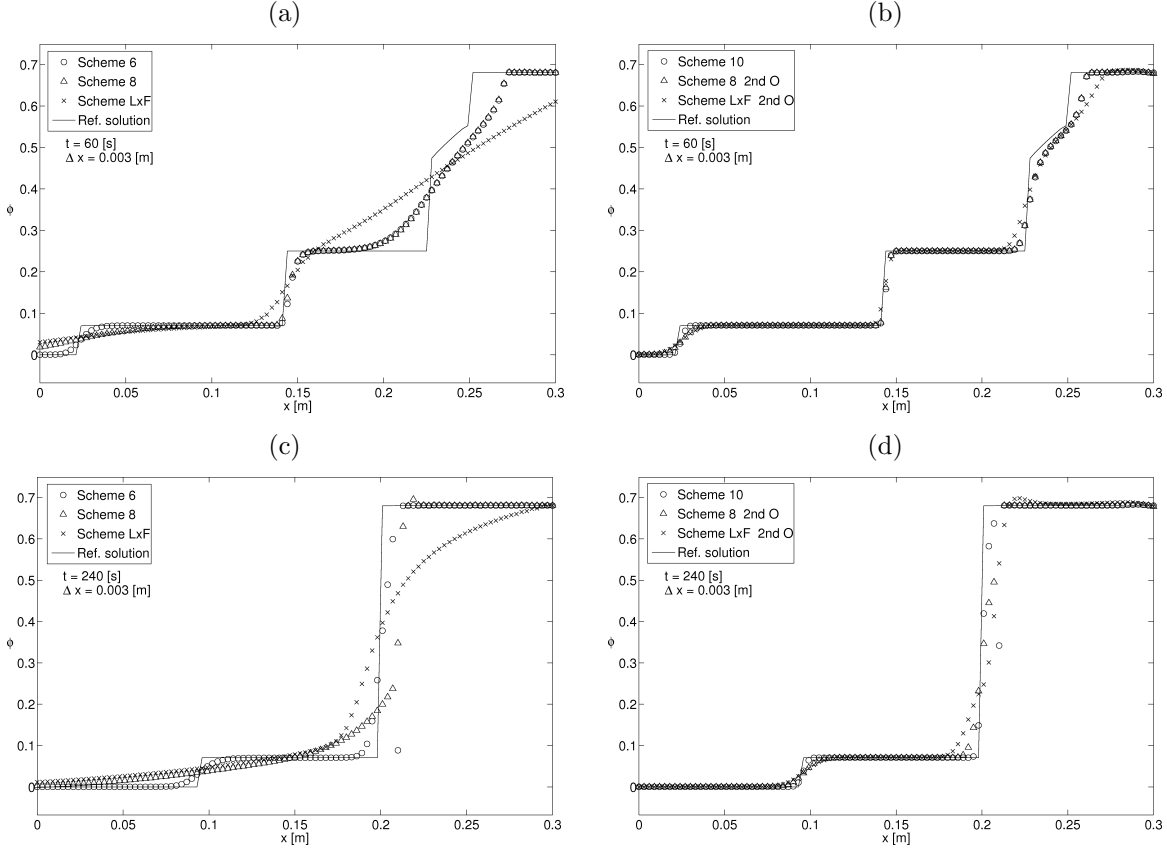 (a)
0.7
0.6
0.5
0.4
0.3
0.2
0.1
0
ϕ
Scheme 6
Scheme 8
Scheme LxF
Ref. solution
t = 60 [s]
Δ x = 0.003 [m]
0 0.05 0.1 0.15 0.2 0.25 0.3
x [m]
(b)
0.7
0.6
0.5
0.4
0.3
0.2
0.1
0
ϕ
Scheme 10
Scheme 8 2nd O
Scheme LxF 2nd O
Ref. solution
t = 60 [s]
Δ x = 0.003 [m]
0 0.05 0.1 0.15 0.2 0.25 0.3
x [m]
(c)
0.7
0.6
0.5
0.4
0.3
0.2
0.1
0
ϕ
Scheme 6
Scheme 8
Scheme LxF
Ref. solution
t = 240 [s]
Δ x = 0.003 [m]
0 0.05 0.1 0.15 0.2 0.25 0.3
x [m]
(d)
0.7
0.6
0.5
0.4
0.3
0.2
0.1
0
ϕ
Scheme 10
Scheme 8 2nd O
Scheme LxF 2nd O
Ref. solution
t = 240 [s]
Δ x = 0.003 [m]
0 0.05 0.1 0.15 0.2 0.25 0.3
x [m]